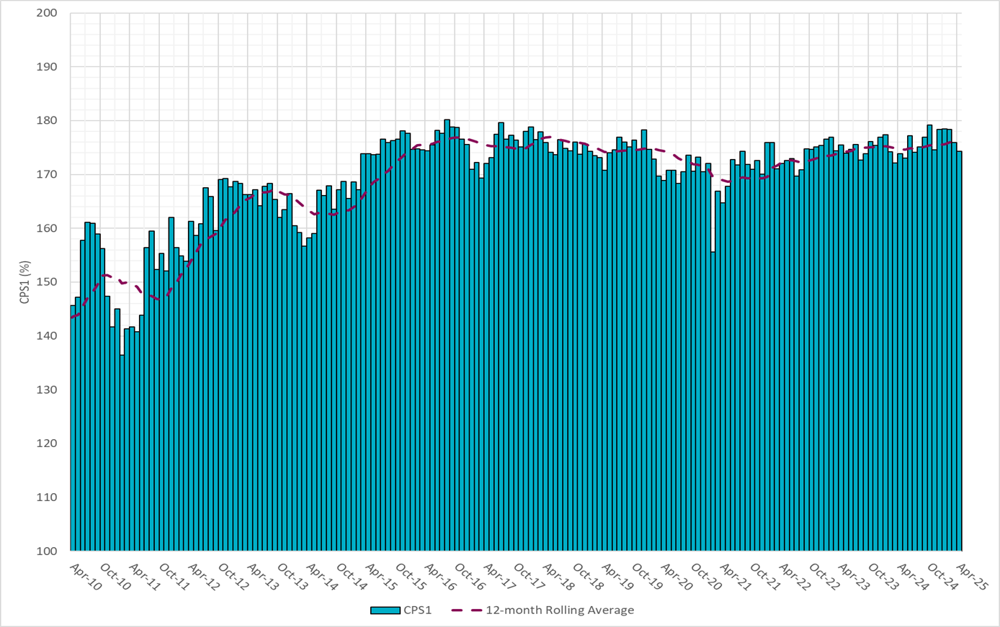 200
190
180
170
160
150
140
130
120
110
100
CPS1 (%)
Apr-10
Oct-10
Apr-11
Oct-11
Apr-12
Oct-12
Apr-13
Oct-13
Apr-14
Oct-14
Apr-15
Oct-15
Apr-16
Oct-16
Apr-17
Oct-17
Apr-18
Oct-18
Apr-19
Oct-19
Apr-20
Oct-20
Apr-21
Oct-21
Apr-22
Oct-22
Apr-23
Oct-23
Apr-24
Oct-24
Apr-25
CPS1
12-month Rolling Average